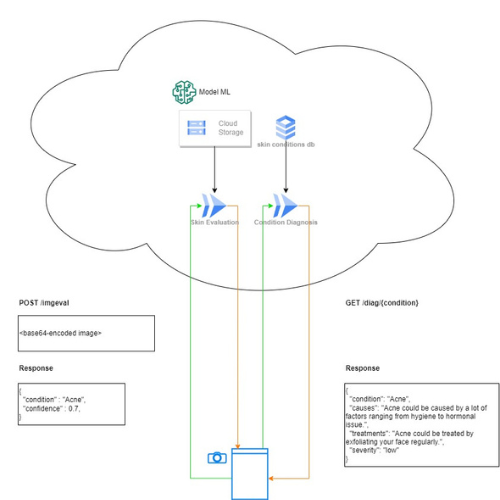 Model ML
Cloud
Storage
skin conditions db
Skin Evaluation
Condition Diagnosis
POST /imgeval
<base64-encoded image>
Response
{
"condition" : "Acne",
"confidence" : 0.7,
}
GET /diag/{condition}
Response
{
"condition": "Acne",
"causes": "Acne could be caused by a lot of
factors ranging from hygiene to hormonal
issue.",
"treatments": "Acne could be treated by
exfoliating your face regularly.",
"severity": "low"
}